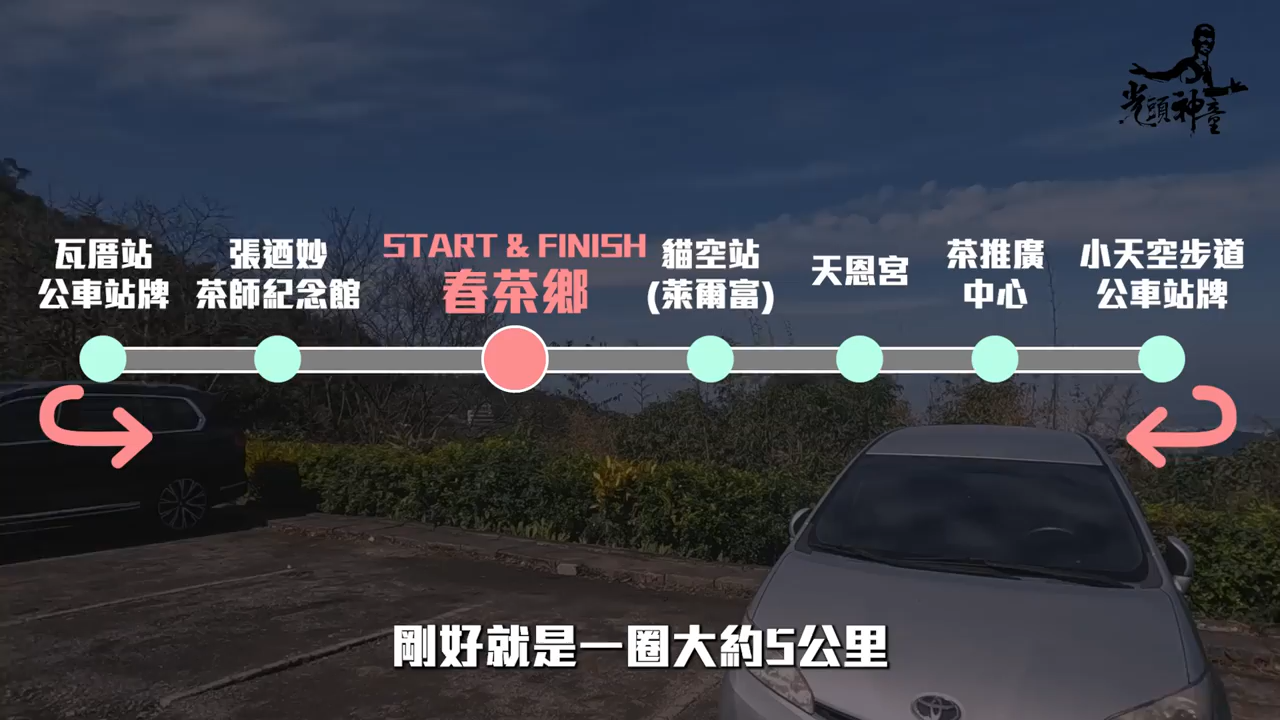 光頭神童
瓦厝站
公車站牌
張迺妙
茶師紀念館
START & FINISH
春茶鄉
貓空站
(萊爾富)
天恩宮
茶推廣
中心
小天空步道
公車站牌
剛好就是一圈大約5公里